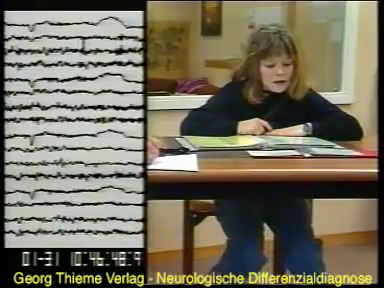 01-31 10:46:48:9
Georg Thieme Verlag - Neurologische Differenzialdiagnose